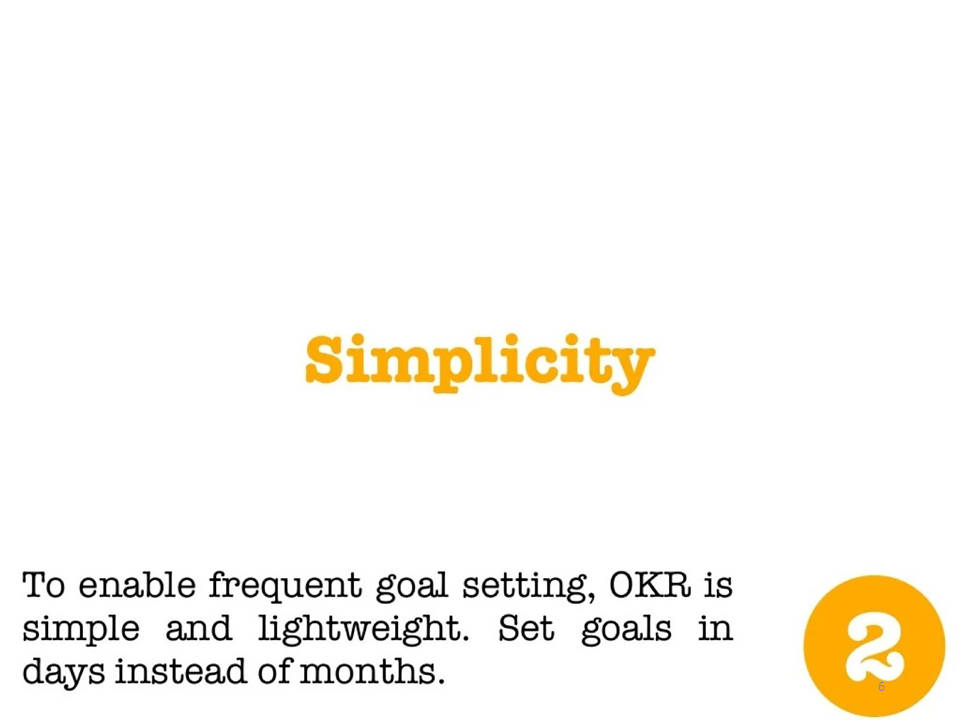 Simplicity
To enable frequent goal setting, OKR is
simple and lightweight. Set goals in
days instead of months.
2
6